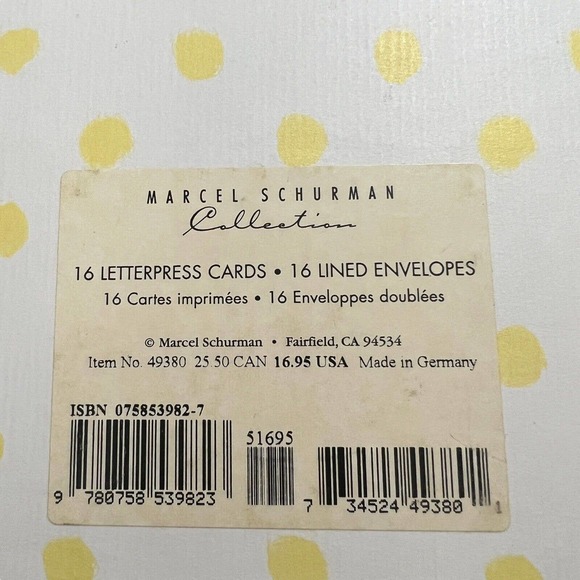 MARCEL SCHURMAN
Collection
16 LETTERPRESS CARDS • 16 LINED ENVELOPES
16 Cartes imprimées • 16 Enveloppes doublées
© Marcel Schurman • Fairfield, CA 94534
Item No. 49380 25.50 CAN 16.95 USA Made in Germany
ISBN 075853982-7
51695
9 780758 539823
7 34524 49380 1